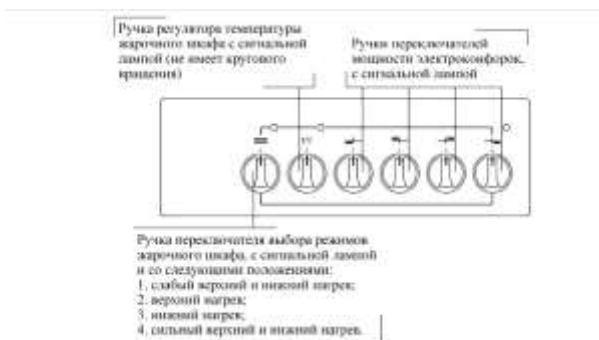 Ручка регулятора температуры
жарочного шкафа с сигнальной
лампой (не имеет кругового
вращения)
Ручки переключателей
мощности электроконфорок,
с сигнальной лампой
Ручка переключателя выбора режимов
жарочного шкафа, с сигнальной лампой
и со следующими положениями:
1. слабый верхний и нижний нагрев;
2. верхний нагрев;
3. нижний нагрев;
4. сильный верхний и нижний нагрев.